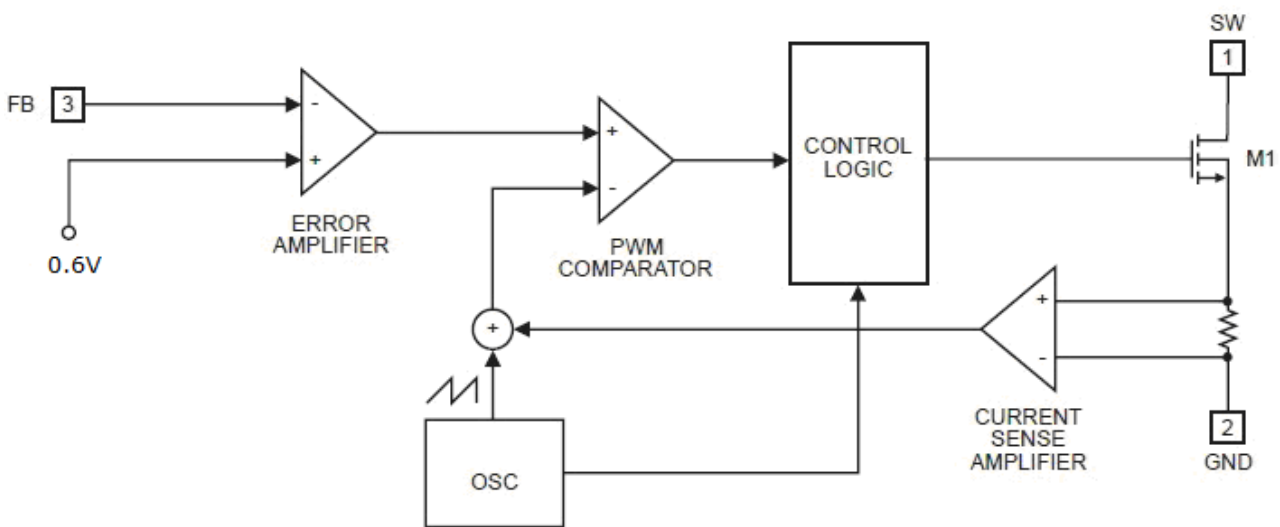 SW
1
FB
3
-
+
ERROR
AMPLIFIER
0.6V
+
-
PWM
COMPARATOR
CONTROL
LOGIC
M1
+
OSC
+
-
CURRENT
SENSE
AMPLIFIER
2
GND